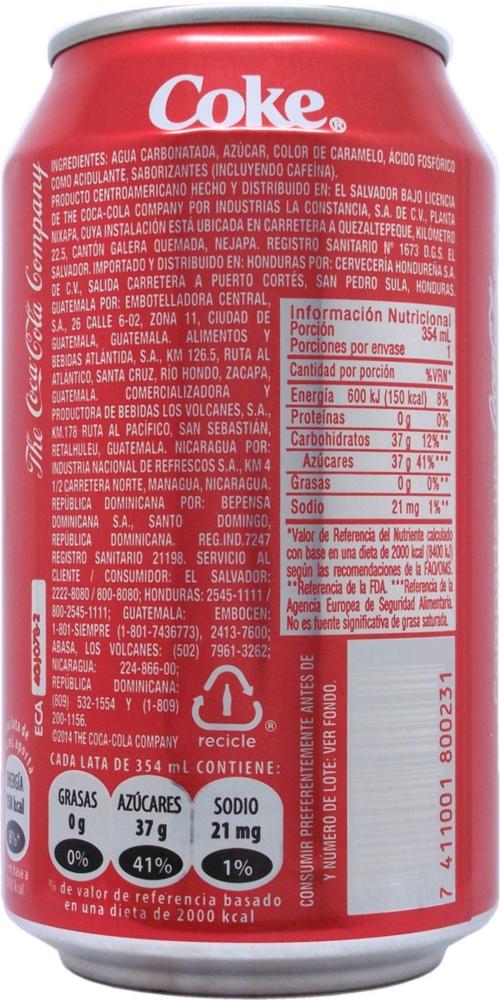 Coke®
The Coca-Cola Company
INGREDIENTES: AGUA CARBONATADA, AZÚCAR, COLOR DE CARAMELO, ÁCIDO FOSFÓRICO
COMO ACIDULANTE, SABORIZANTES (INCLUYENDO CAFEÍNA).
PRODUCTO CENTROAMERICANO HECHO Y DISTRIBUIDO EN: EL SALVADOR BAJO LICENCIA
DE THE COCA-COLA COMPANY POR INDUSTRIAS LA CONSTANCIA, S.A. DE C.V., PLANTA
NIXAPA, CUYA INSTALACIÓN ESTÁ UBICADA EN CARRETERA A QUEZALTEPEQUE, KILÓMETRO
22.5, CANTÓN GALERA QUEMADA, NEJAPA. REGISTRO SANITARIO N° 1673 D.G.S. EL
SALVADOR. IMPORTADO Y DISTRIBUIDO EN: HONDURAS POR: CERVECERÍA HONDUREÑA S.A.
DE C.V., SALIDA CARRETERA A PUERTO CORTÉS, SAN PEDRO SULA, HONDURAS.
GUATEMALA POR: EMBOTELLADORA CENTRAL,
S.A., 26 CALLE 6-02, ZONA 11, CIUDAD DE
GUATEMALA, GUATEMALA. ALIMENTOS Y
BEBIDAS ATLÁNTIDA, S.A., KM 126.5, RUTA AL
ATLÁNTICO, SANTA CRUZ, RÍO HONDO, ZACAPA,
GUATEMALA. COMERCIALIZADORA Y
PRODUCTORA DE BEBIDAS LOS VOLCANES, S.A.,
KM.178 RUTA AL PACÍFICO, SAN SEBASTIÁN,
RETALHULEU, GUATEMALA. NICARAGUA POR:
INDUSTRIA NACIONAL DE REFRESCOS S.A., KM 4
1/2 CARRETERA NORTE, MANAGUA, NICARAGUA.
REPÚBLICA DOMINICANA POR: BEPENSA
DOMINICANA S.A., SANTO DOMINGO,
REPÚBLICA DOMINICANA. REG.IND.7247
REGISTRO SANITARIO 21198. SERVICIO AL
CLIENTE / CONSUMIDOR: EL SALVADOR:
2222-8080 / 800-8080; HONDURAS: 2545-1111 /
800-2545-1111; GUATEMALA: EMBOCEN:
1-801-SIEMPRE (1-801-7436773), 2413-7600;
ABASA, LOS VOLCANES: (502) 7961-3262;
NICARAGUA: 224-866-00;
REPÚBLICA DOMINICANA:
(809) 532-1554 Y (1-809)
200-1156.
©2014 THE COCA-COLA COMPANY
Información Nutricional
Porción 354 mL
Porciones por envase 1
Cantidad por porción %VRN*
Energía 600 kJ (150 kcal) 8%
Proteínas 0 g 0%
Carbohidratos 37 g 12%**
Azúcares 37 g 41%***
Grasas 0 g 0%**
Sodio 21 mg 1%**
*Valor de Referencia del Nutriente calculado
con base en una dieta de 2000 kcal (8400 kJ)
según las recomendaciones de la FAO/OMS.
**Referencia de la FDA. ***Referencia de la
Agencia Europea de Seguridad Alimentaria.
No es fuente significativa de grasa saturada.
ECA
recicle ®
CADA LATA DE 354 mL CONTIENE:
GRASAS
0 g
0%
AZÚCARES
37 g
41%
SODIO
21 mg
1%
% de valor de referencia basado
en una dieta de 2000 kcal
CONSUMIR PREFERENTEMENTE ANTES DE
Y NÚMERO DE LOTE: VER FONDO.
7 411001 800231